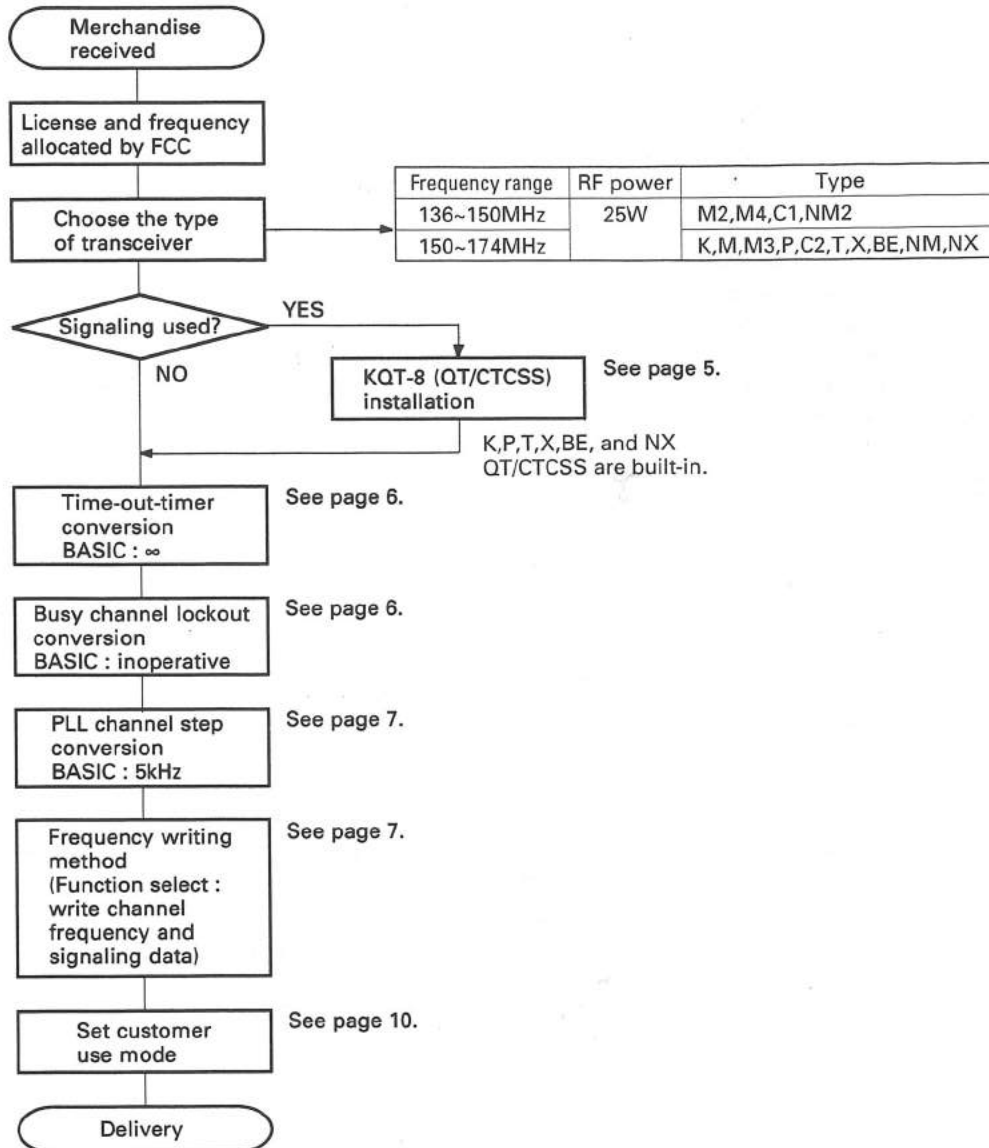 Merchandise
received
License and frequency
allocated by FCC
Choose the type
of transceiver
Frequency range RF power Type
136~150MHz 25W M2,M4,C1,NM2
150~174MHz K,M,M3,P,C2,T,X,BE,NM,NX
Signaling used?
YES
NO
KQT-8 (QT/CTCSS)
installation
See page 5.
K,P,T,X,BE, and NX
QT/CTCSS are built-in.
Time-out-timer
conversion
BASIC : ∞
See page 6.
Busy channel lockout
conversion
BASIC : inoperative
See page 6.
PLL channel step
conversion
BASIC : 5kHz
See page 7.
Frequency writing
method
(Function select :
write channel
frequency and
signaling data)
See page 7.
Set customer
use mode
See page 10.
Delivery